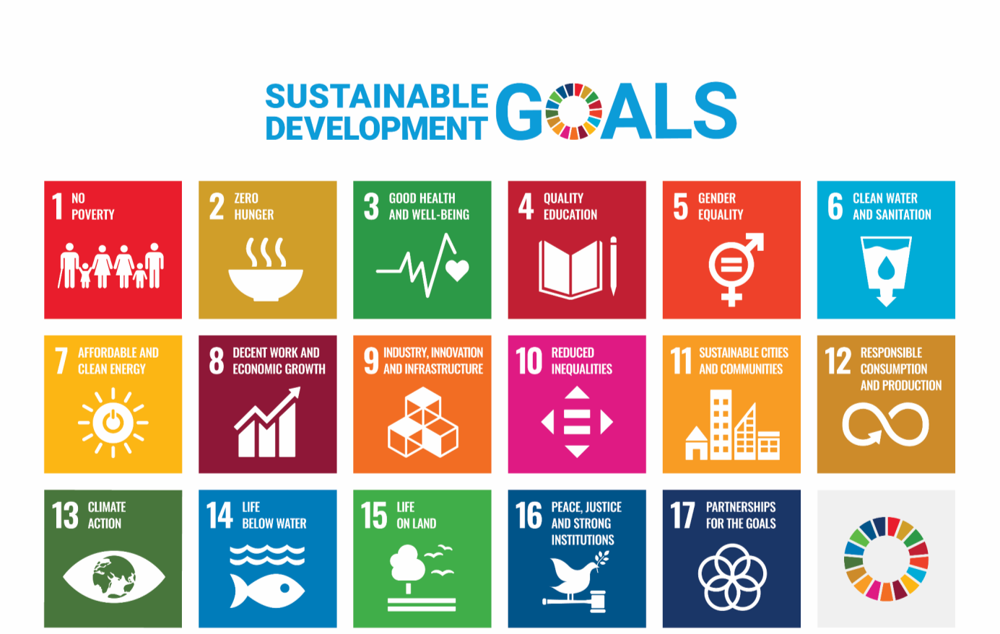 SUSTAINABLE
DEVELOPMENT
GOALS
1 NO
POVERTY
2 ZERO
HUNGER
3 GOOD HEALTH
AND WELL-BEING
4 QUALITY
EDUCATION
5 GENDER
EQUALITY
6 CLEAN WATER
AND SANITATION
7 AFFORDABLE AND
CLEAN ENERGY
8 DECENT WORK AND
ECONOMIC GROWTH
9 INDUSTRY, INNOVATION
AND INFRASTRUCTURE
10 REDUCED
INEQUALITIES
11 SUSTAINABLE CITIES
AND COMMUNITIES
12 RESPONSIBLE
CONSUMPTION
AND PRODUCTION
13 CLIMATE
ACTION
14 LIFE
BELOW WATER
15 LIFE
ON LAND
16 PEACE, JUSTICE
AND STRONG
INSTITUTIONS
17 PARTNERSHIPS
FOR THE GOALS